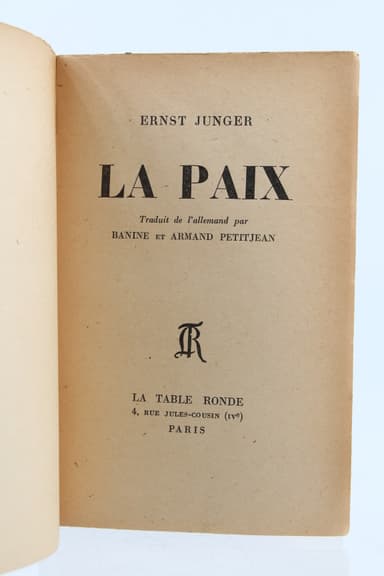 ERNST JUNGER
LA PAIX
Traduit de l'allemand par
BANINE ET ARMAND PETITJEAN
TR
LA TABLE RONDE
4, RUE JULES-COUSIN (IVe)
PARIS